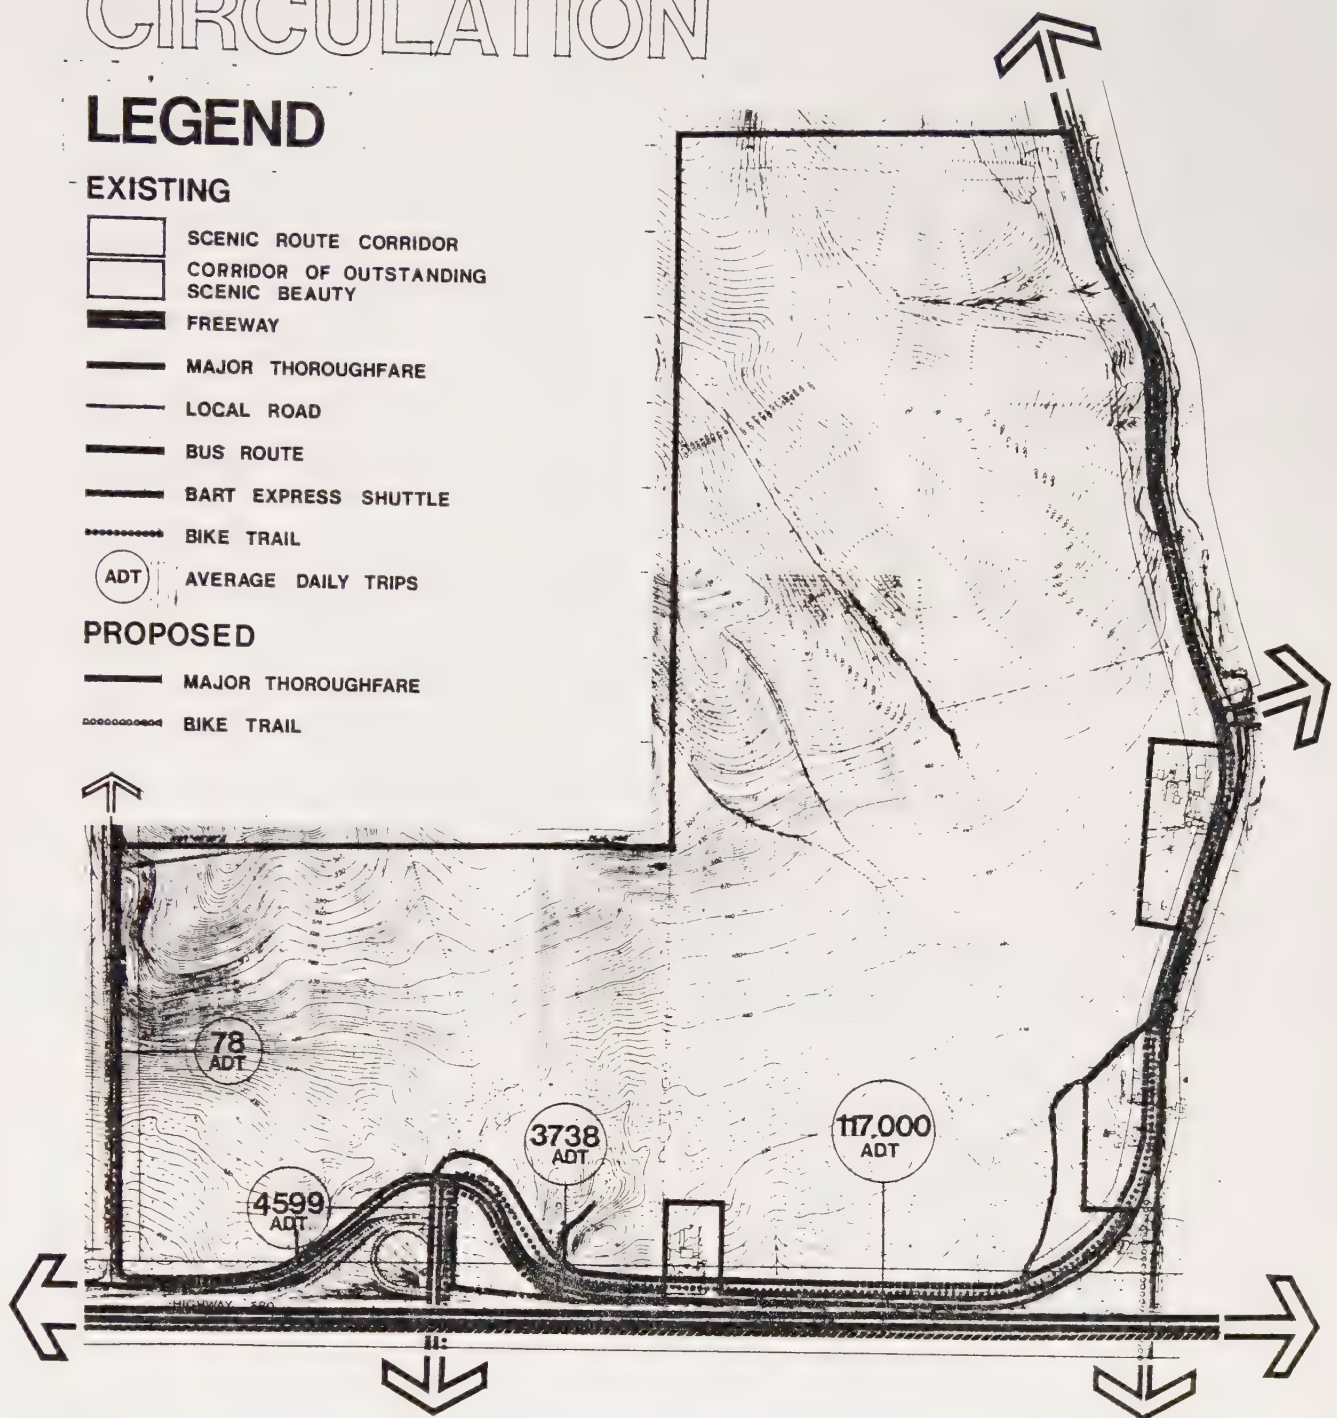 CIRCULATION
LEGEND
EXISTING
SCENIC ROUTE CORRIDOR
CORRIDOR OF OUTSTANDING
SCENIC BEAUTY
FREEWAY
MAJOR THOROUGHFARE
LOCAL ROAD
BUS ROUTE
BART EXPRESS SHUTTLE
BIKE TRAIL
ADT
AVERAGE DAILY TRIPS
PROPOSED
MAJOR THOROUGHFARE
BIKE TRAIL
78
ADT
3738
ADT
117,000
ADT
4599
ADT
HIGHWAY 580